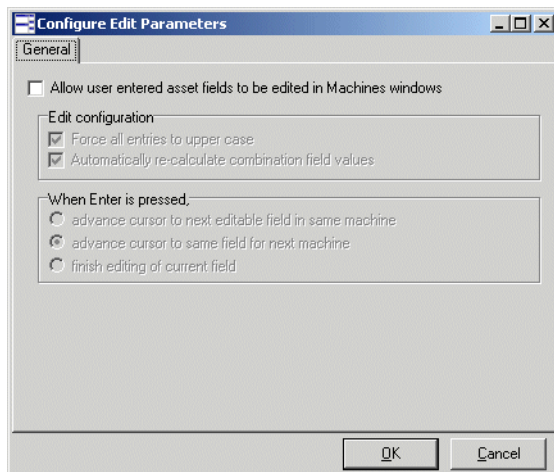 Configure Edit Parameters
General
Allow user entered asset fields to be edited in Machines windows
Edit configuration
Force all entries to upper case
Automatically re-calculate combination field values
When Enter is pressed,
advance cursor to next editable field in same machine
advance cursor to same field for next machine
finish editing of current field
OK Cancel